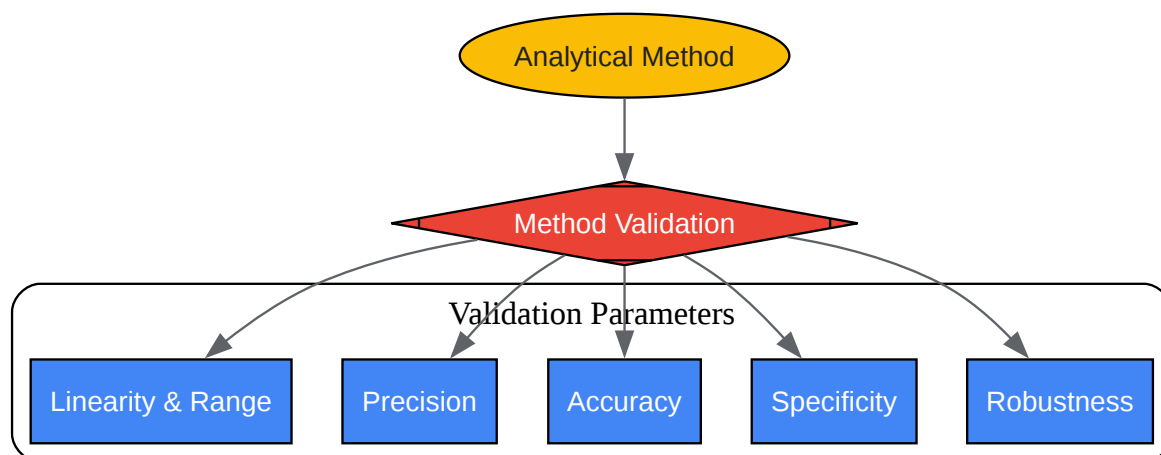 Analytical Method
Method Validation
Validation Parameters
Linearity & Range
Precision
Accuracy
Specificity
Robustness